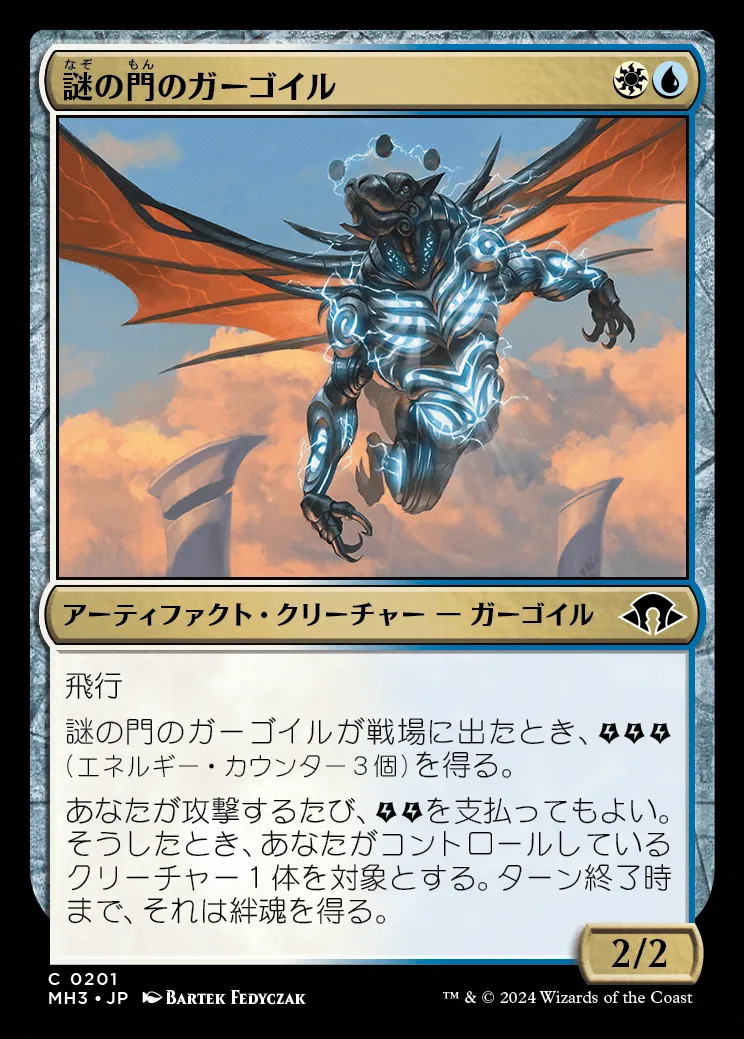 なぞ もん
謎の門のガーゴイル
アーティファクト・クリーチャー — ガーゴイル
飛行
謎の門のガーゴイルが戦場に出たとき、
(エネルギー・カウンター3個)を得る。
あなたが攻撃するたび、を支払ってもよい。
そうしたとき、あなたがコントロールしている
クリーチャー1体を対象とする。ターン終了時
まで、それは絆魂を得る。
2/2
C 0201
MH3・JP BARTEK FEDYCZAK
™ & © 2024 Wizards of the Coast